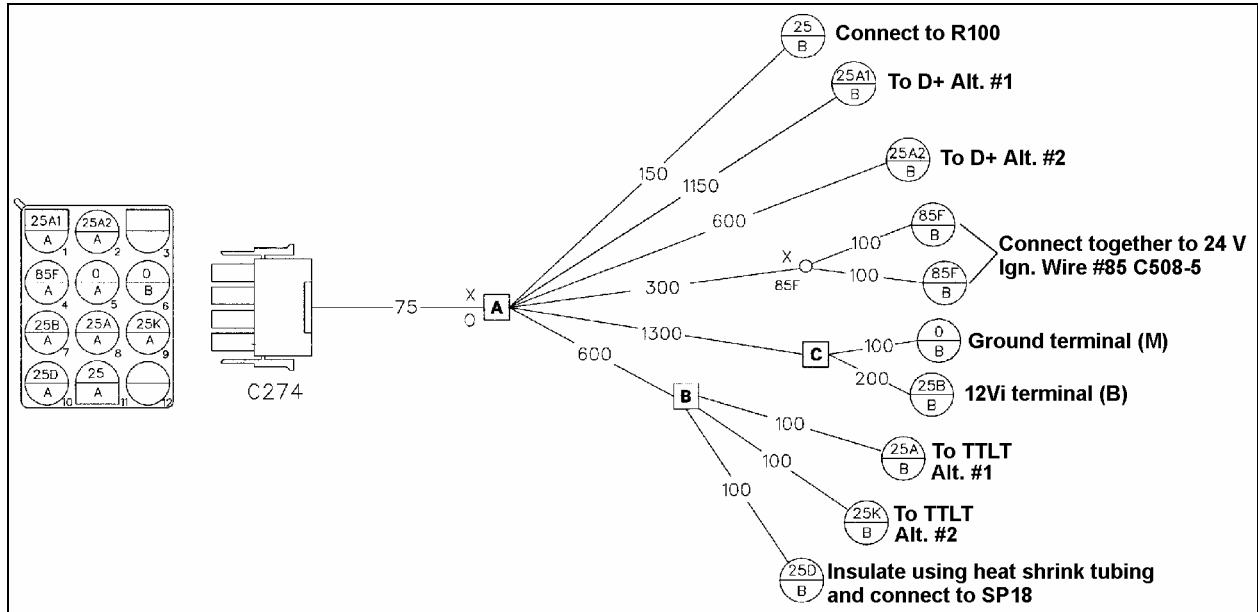 25
B
Connect to R100
25A1
B
To D+ Alt. #1
25A2
B
To D+ Alt. #2
150
1150
600
300
1300
600
X
85F
100
100
85F
B
85F
B
Connect together to 24 V
Ign. Wire #85 C508-5
25A1
A
1
25A2
A
2
3
85F
A
4
0
A
5
0
B
6
25B
A
7
25A
A
8
25K
A
9
25D
A
10
25
A
11
12
C274
75
X
O
A
C
100
200
0
B
Ground terminal (M)
25B
B
12Vi terminal (B)
B
100
100
100
25A
B
To TTLT
Alt. #1
25K
B
To TTLT
Alt. #2
25D
B
Insulate using heat shrink tubing
and connect to SP18